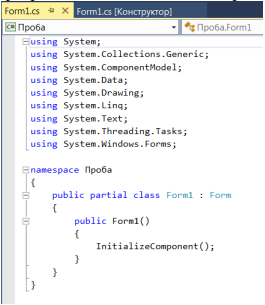 Form1.cs Form1.cs [Конструктор]
C# Проба Проба.Form1
using System;
using System.Collections.Generic;
using System.ComponentModel;
using System.Data;
using System.Drawing;
using System.Linq;
using System.Text;
using System.Threading.Tasks;
using System.Windows.Forms;
namespace Проба
{
public partial class Form1 : Form
{
public Form1()
{
InitializeComponent();
}
}
}